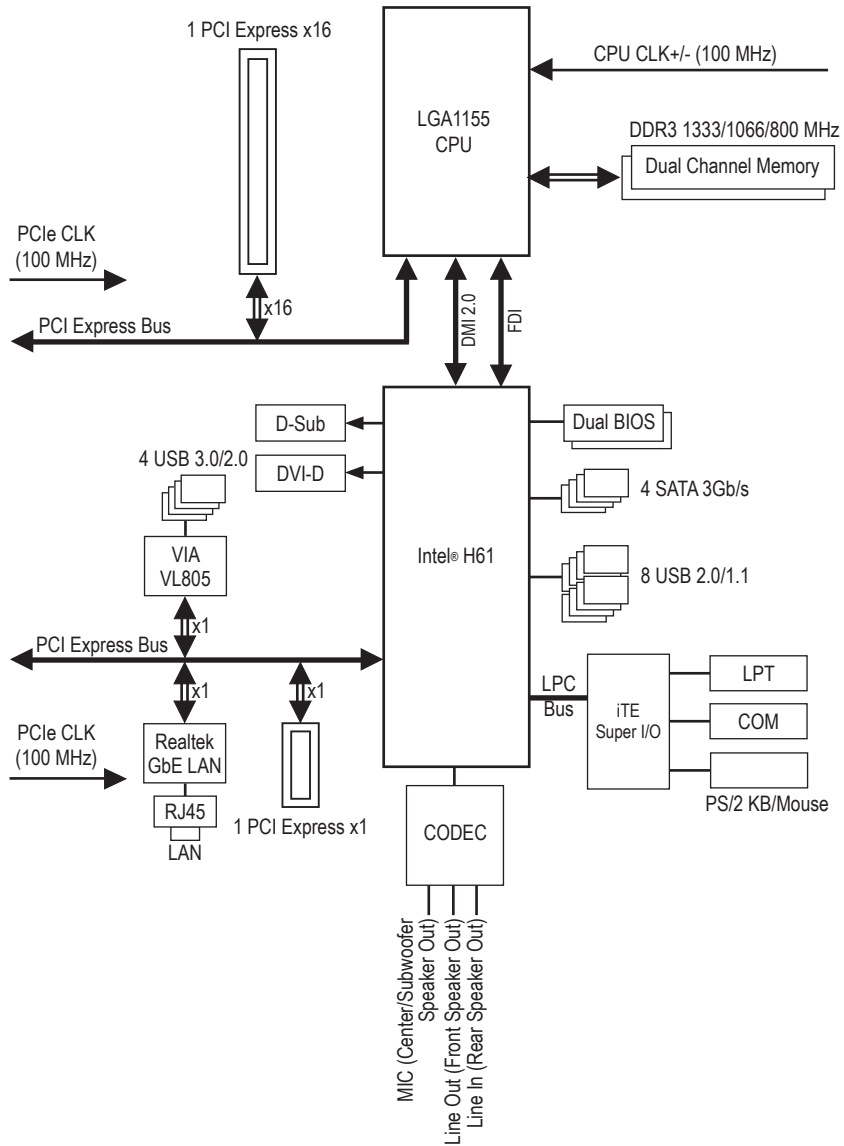 1 PCI Express x16
CPU CLK+/- (100 MHz)
LGA1155
CPU
DDR3 1333/1066/800 MHz
Dual Channel Memory
PCIe CLK
(100 MHz)
x16
PCI Express Bus
DMI 2.0
FDI
D-Sub
Dual BIOS
4 USB 3.0/2.0
DVI-D
4 SATA 3Gb/s
VIA
VL805
Intel® H61
8 USB 2.0/1.1
x1
PCI Express Bus
x1
x1
LPC
Bus
iTE
Super I/O
LPT
COM
PS/2 KB/Mouse
PCIe CLK
(100 MHz)
Realtek
GbE LAN
RJ45
LAN
1 PCI Express x1
CODEC
MIC (Center/Subwoofer
Speaker Out)
Line Out (Front Speaker Out)
Line In (Rear Speaker Out)